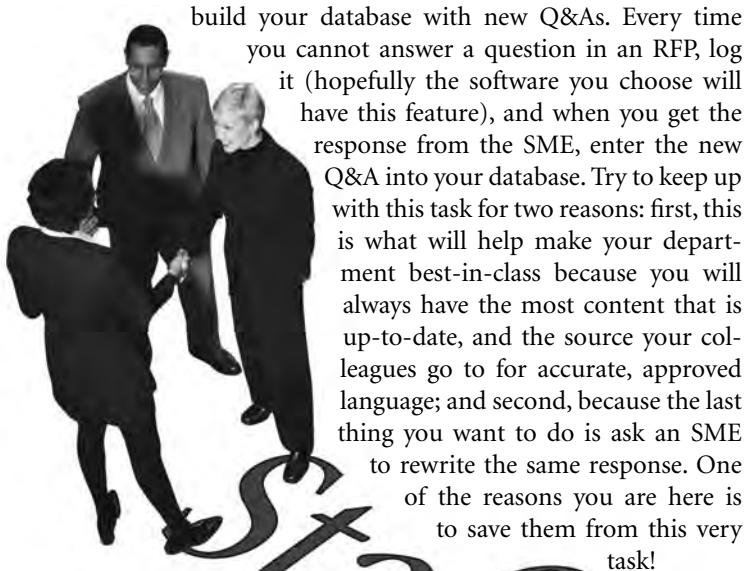 build your database with new Q&As. Every time
you cannot answer a question in an RFP, log
it (hopefully the software you choose will
have this feature), and when you get the
response from the SME, enter the new
Q&A into your database. Try to keep up
with this task for two reasons: first, this
is what will help make your depart-
ment best-in-class because you will
always have the most content that is
up-to-date, and the source your col-
leagues go to for accurate, approved
language; and second, because the last
thing you want to do is ask an SME
to rewrite the same response. One
of the reasons you are here is
to save them from this very
task!